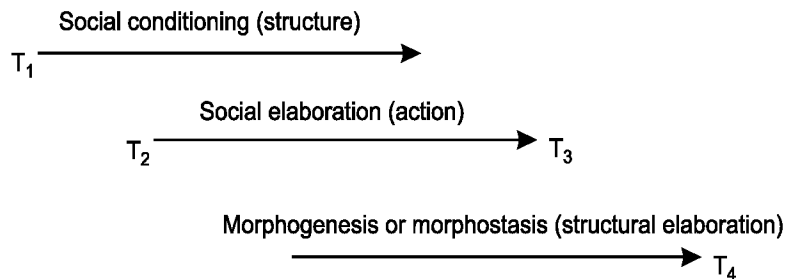 Social conditioning (structure)
T₁
Social elaboration (action)
T₂ T₃
Morphogenesis or morphostasis (structural elaboration)
T₄